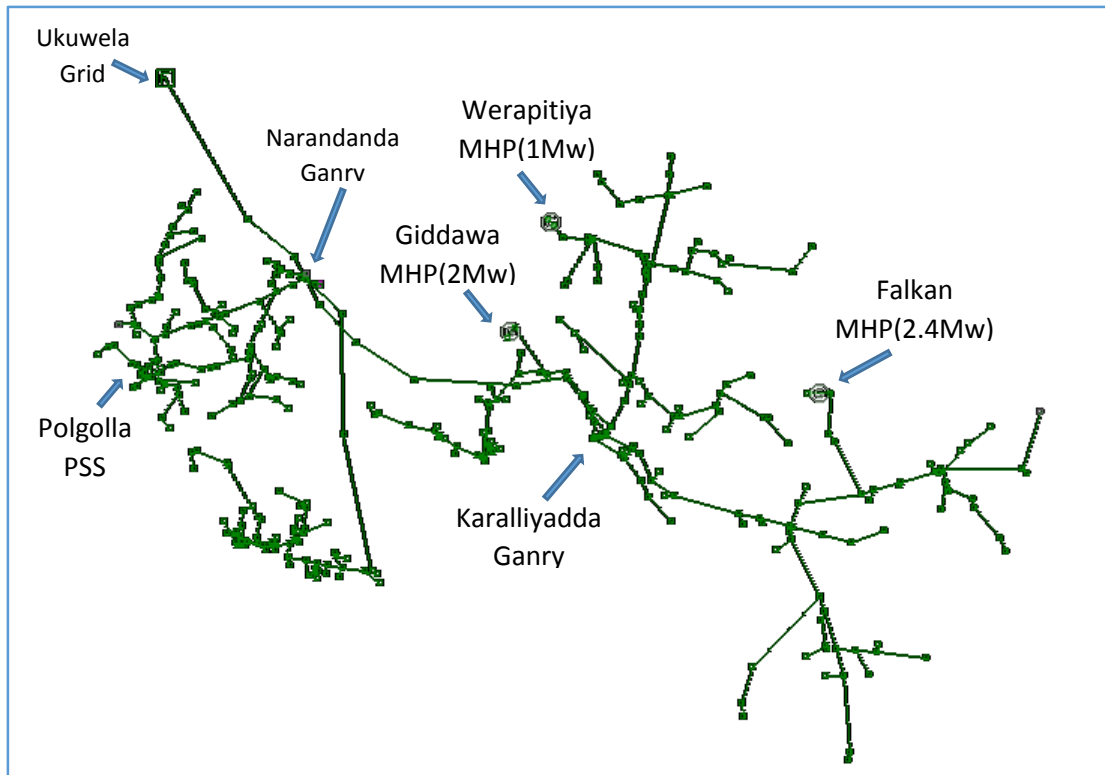 Ukuwela
Grid
Narandanda
Ganrv
Werapitiya
MHP(1Mw)
Giddawa
MHP(2Mw)
Falkan
MHP(2.4Mw)
Polgolla
PSS
Karalliyadda
Ganry